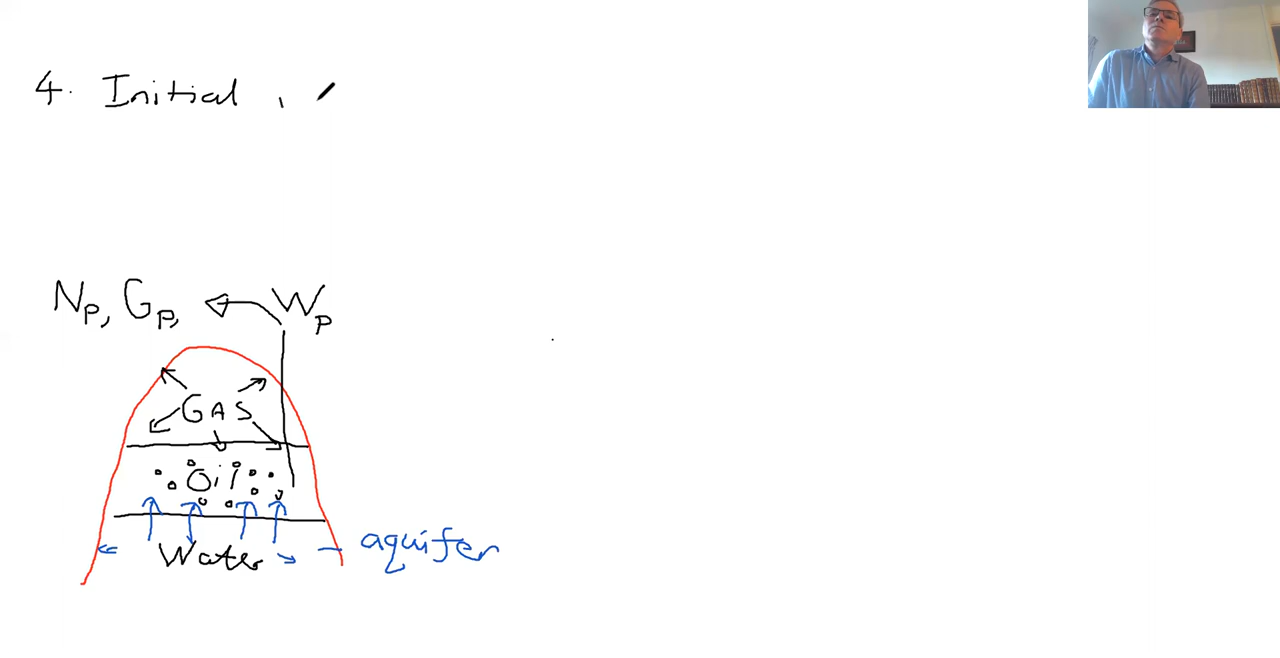 4. Initial ,
Np, Gp, Wp
GAS
Oil
Water
aquifer